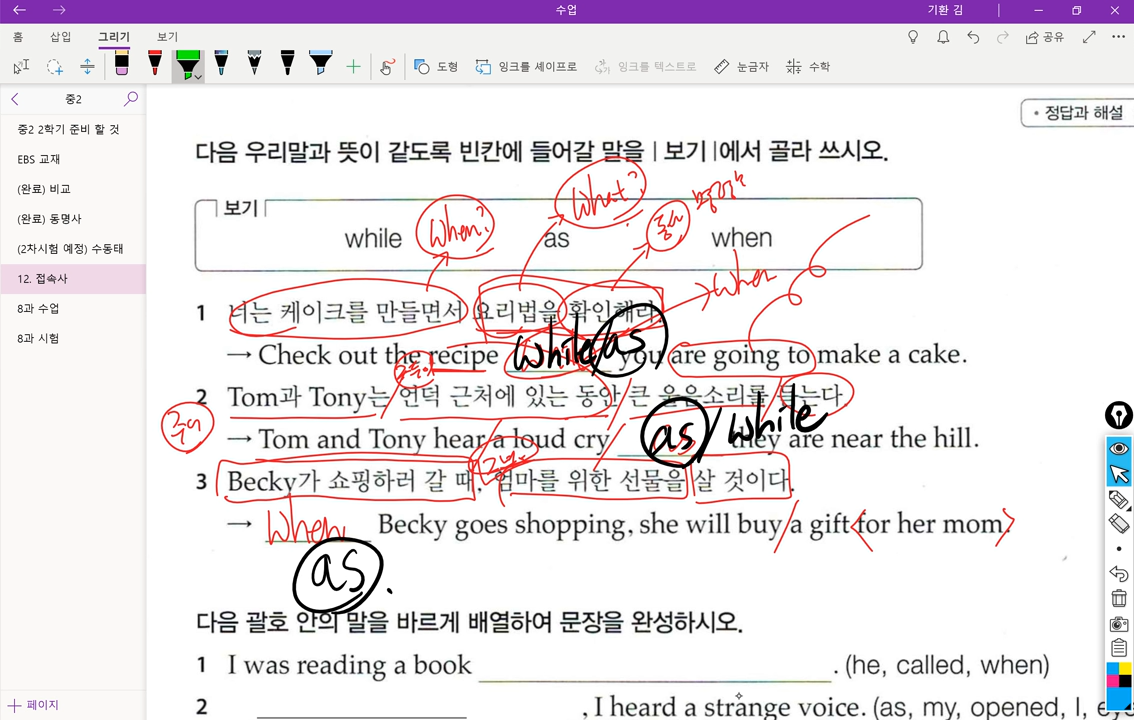 수업
기환 김
홈 삽입 그리기 보기
도형 잉크를 셰이프로 잉크를 텍스트로 눈금자 수학 공유
중2
중2 2학기 준비 할 것
EBS 교재
(완료) 비교
(완료) 동명사
(2차시험 예정) 수동태
12. 접속사
8과 수업
8과 시험
페이지
• 정답과 해설
다음 우리말과 뜻이 같도록 빈칸에 들어갈 말을 | 보기 |에서 골라 쓰시오.
보기
when? what? 동사
while as when
when
1 너는 케이크를 만들면서 요리법을 확인해라.
→ Check out the recipe while/as you are going to make a cake.
2 Tom과 Tony는 언덕 근처에 있는 동안 큰 울음소리를 듣는다
주어
→ Tom and Tony hear a loud cry as/while they are near the hill.
3 Becky가 쇼핑하러 갈 때, 엄마를 위한 선물을 살 것이다.
→ when Becky goes shopping, she will buy / a gift <for her mom>
as.
다음 괄호 안의 말을 바르게 배열하여 문장을 완성하시오.
1 I was reading a book . (he, called, when)
2 , I heard a strange voice. (as, my, opened, I, eye